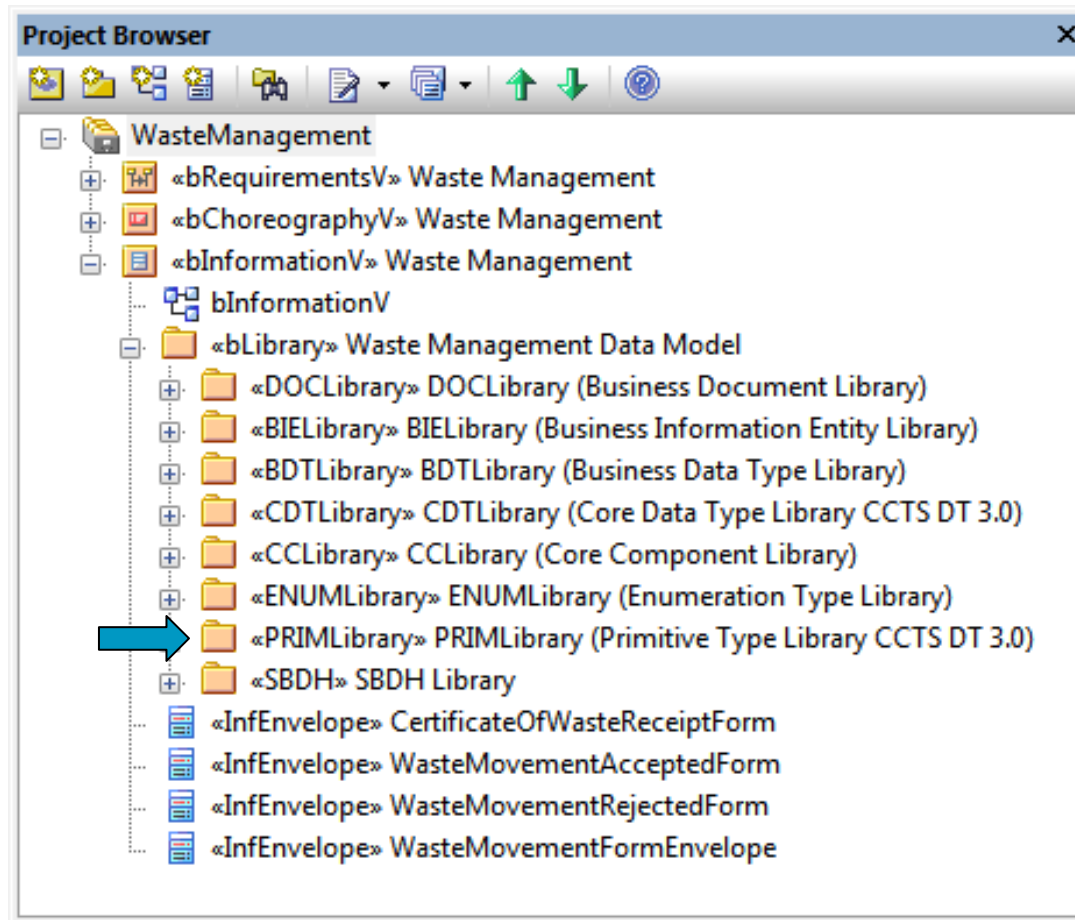 Project Browser
WasteManagement
«bRequirementsV» Waste Management
«bChoreographyV» Waste Management
«bInformationV» Waste Management
bInformationV
«bLibrary» Waste Management Data Model
«DOCLibrary» DOCLibrary (Business Document Library)
«BIELibrary» BIELibrary (Business Information Entity Library)
«BDTLibrary» BDTLibrary (Business Data Type Library)
«CDTLibrary» CDTLibrary (Core Data Type Library CCTS DT 3.0)
«CCLibrary» CCLibrary (Core Component Library)
«ENUMLibrary» ENUMLibrary (Enumeration Type Library)
«PRIMLibrary» PRIMLibrary (Primitive Type Library CCTS DT 3.0)
«SBDH» SBDH Library
«InfEnvelope» CertificateOfWasteReceiptForm
«InfEnvelope» WasteMovementAcceptedForm
«InfEnvelope» WasteMovementRejectedForm
«InfEnvelope» WasteMovementFormEnvelope